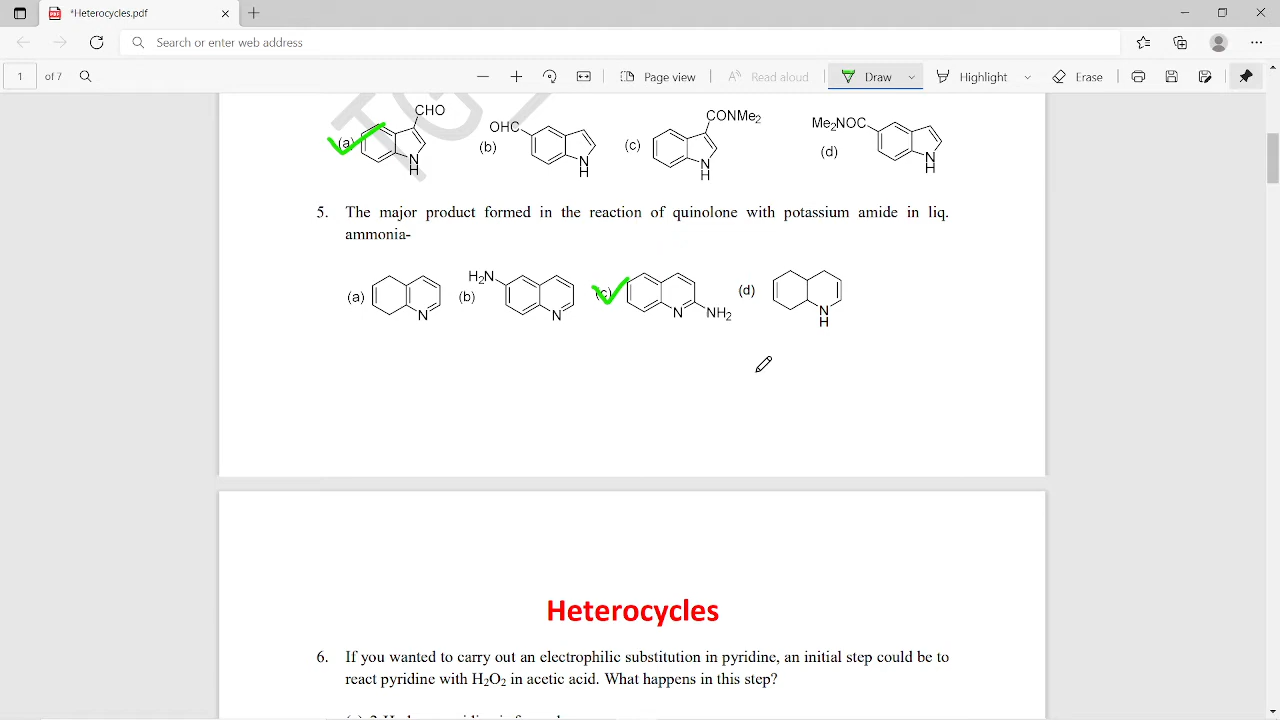 *Heterocycles.pdf
Search or enter web address
1 of 7 Page view Read aloud Draw Highlight Erase
CHO OHC CONMe2 Me2NOC
(a) (b) (c) (d)
N N N N
H H H H
5. The major product formed in the reaction of quinolone with potassium amide in liq.
ammonia-
H2N
(a) (b) (c) (d)
N N N NH2 N
H
Heterocycles
6. If you wanted to carry out an electrophilic substitution in pyridine, an initial step could be to
react pyridine with H2O2 in acetic acid. What happens in this step?